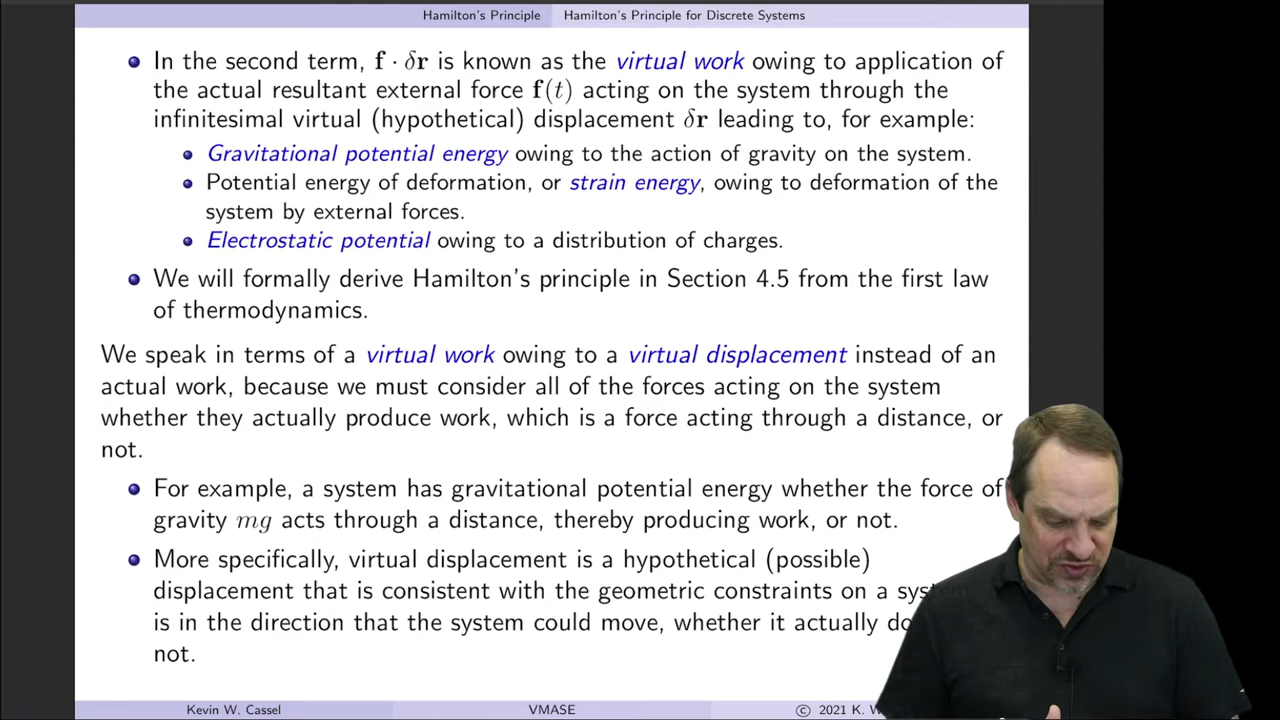 Hamilton's Principle Hamilton's Principle for Discrete Systems
In the second term, f · δr is known as the virtual work owing to application of
the actual resultant external force f(t) acting on the system through the
infinitesimal virtual (hypothetical) displacement δr leading to, for example:
Gravitational potential energy owing to the action of gravity on the system.
Potential energy of deformation, or strain energy, owing to deformation of the
system by external forces.
Electrostatic potential owing to a distribution of charges.
We will formally derive Hamilton's principle in Section 4.5 from the first law
of thermodynamics.
We speak in terms of a virtual work owing to a virtual displacement instead of an
actual work, because we must consider all of the forces acting on the system
whether they actually produce work, which is a force acting through a distance, or
not.
For example, a system has gravitational potential energy whether the force of
gravity mg acts through a distance, thereby producing work, or not.
More specifically, virtual displacement is a hypothetical (possible)
displacement that is consistent with the geometric constraints on a
is in the direction that the system could move, whether it actually
not.
Kevin W. Cassel VMASE © 2021 K.